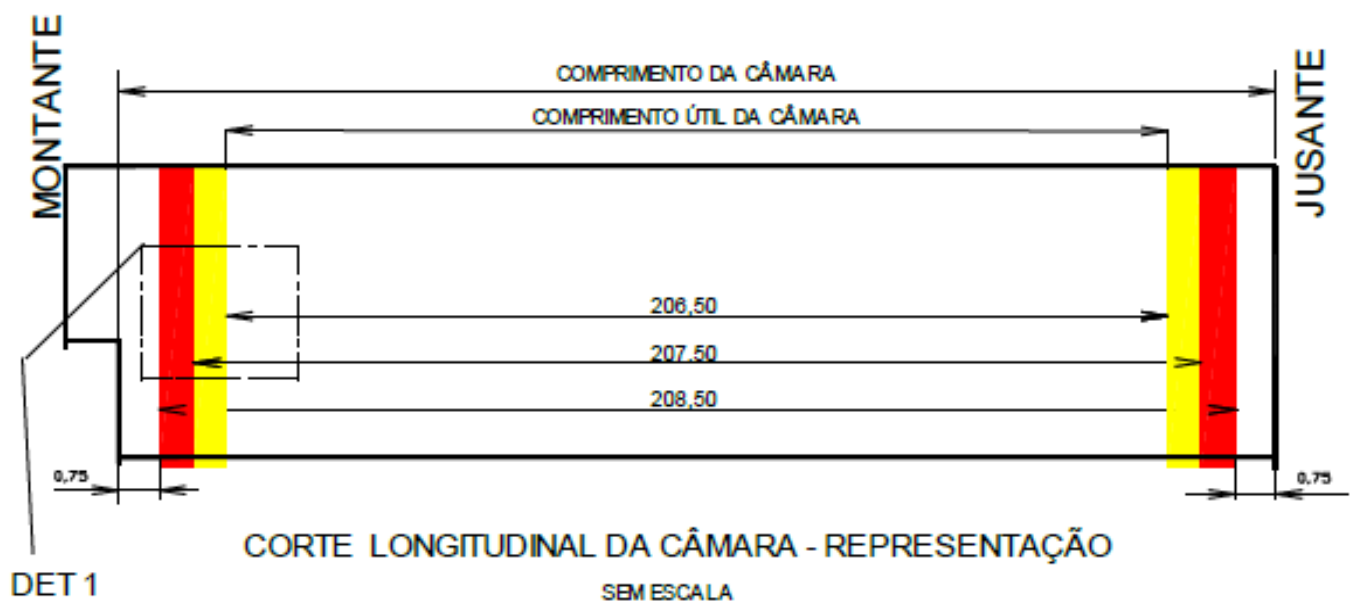 MONTANTE
JUSANTE
COMPRIMENTO DA CÂMARA
COMPRIMENTO ÚTIL DA CÂMARA
206,50
207,50
208,50
0,75
0,75
CORTE LONGITUDINAL DA CÂMARA - REPRESENTAÇÃO
DET 1
SEM ESCALA